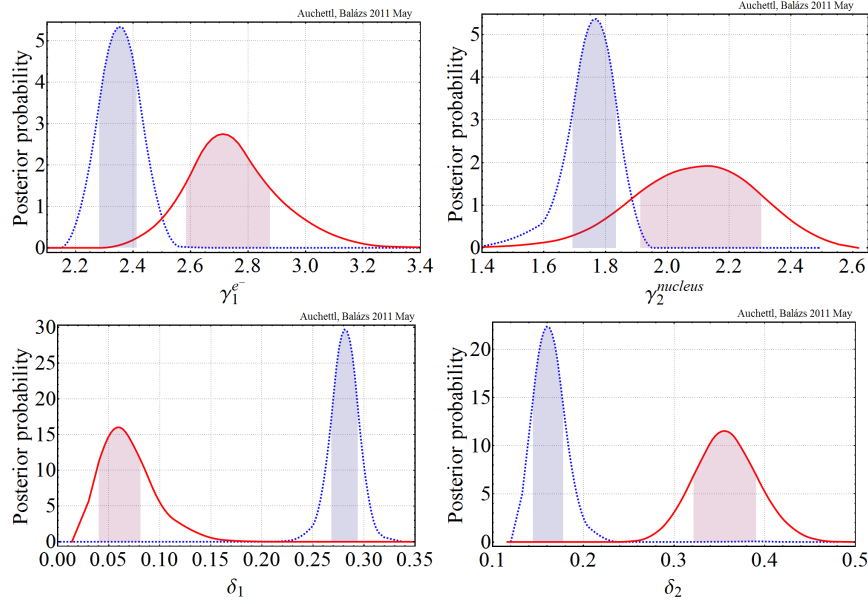 Auchettl, Balázs 2011 May
Posterior probability
5
4
3
2
1
0
2.2 2.4 2.6 2.8 3.0 3.2 3.4
γ₁^{e⁻}
Auchettl, Balázs 2011 May
Posterior probability
5
4
3
2
1
0
1.4 1.6 1.8 2.0 2.2 2.4 2.6
γ₂^{nucleus}
Auchettl, Balázs 2011 May
Posterior probability
30
25
20
15
10
5
0
0.00 0.05 0.10 0.15 0.20 0.25 0.30 0.35
δ₁
Auchettl, Balázs 2011 May
Posterior probability
20
15
10
5
0
0.1 0.2 0.3 0.4 0.5
δ₂